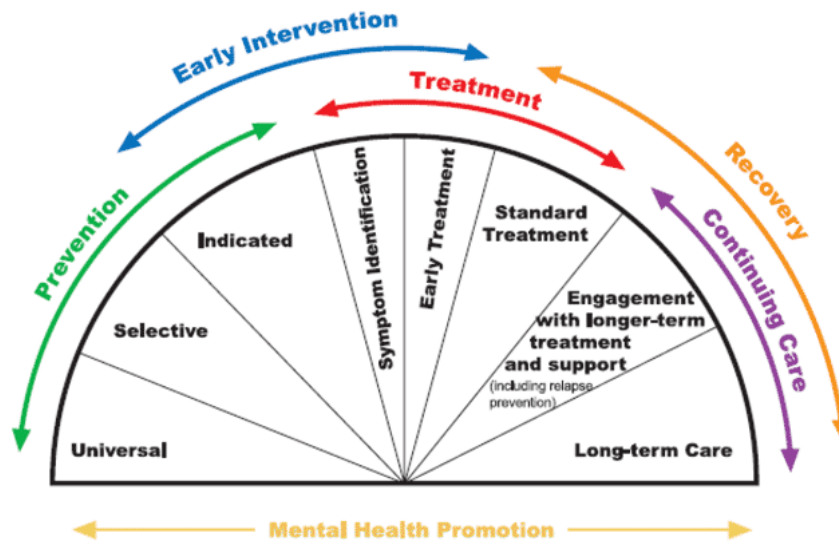 Early Intervention
Treatment
Prevention
Recovery
Continuing Care
Universal
Selective
Indicated
Symptom Identification
Early Treatment
Standard
Treatment
Engagement
with longer-term
treatment
and support
(including relapse
prevention)
Long-term Care
Mental Health Promotion